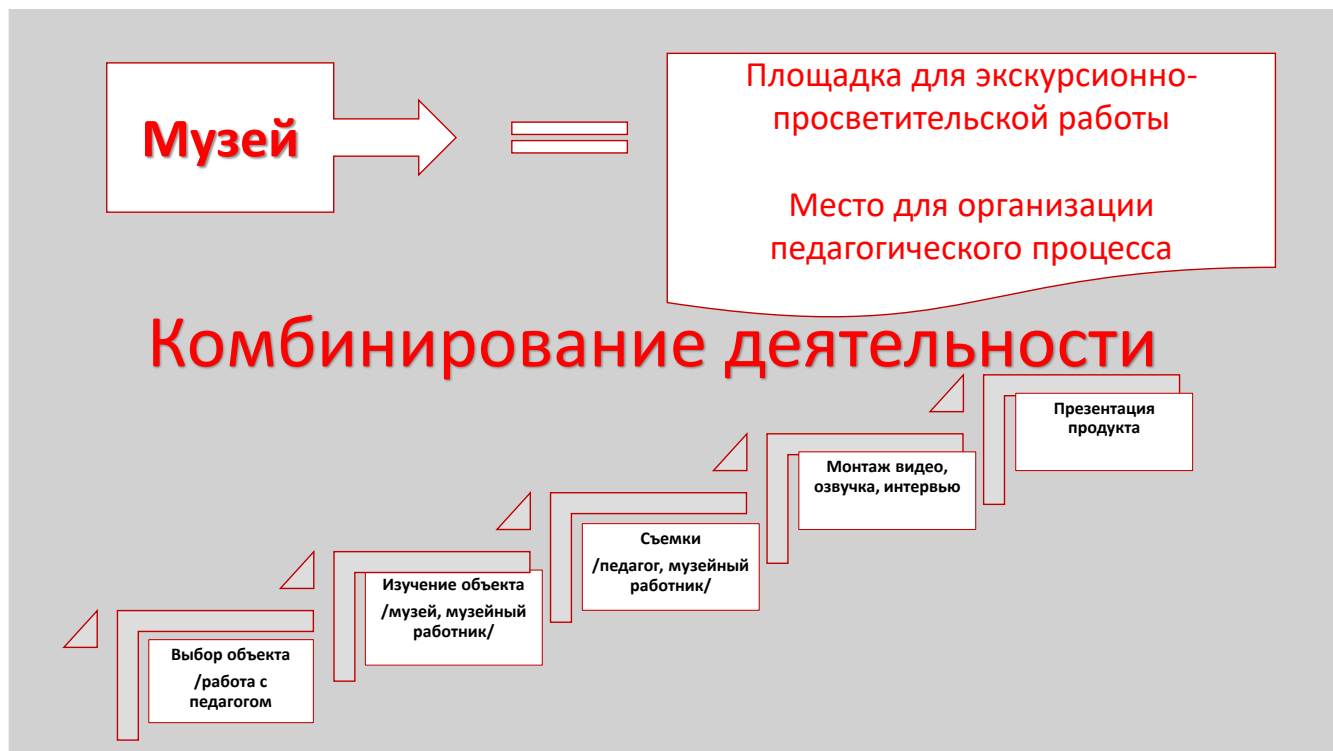 Музей
Площадка для экскурсионно-
просветительской работы
Место для организации
педагогического процесса
Комбинирование деятельности
Выбор объекта
/работа с
педагогом
Изучение объекта
/музей, музейный
работник/
Съемки
/педагог, музейный
работник/
Монтаж видео,
озвучка, интервью
Презентация
продукта